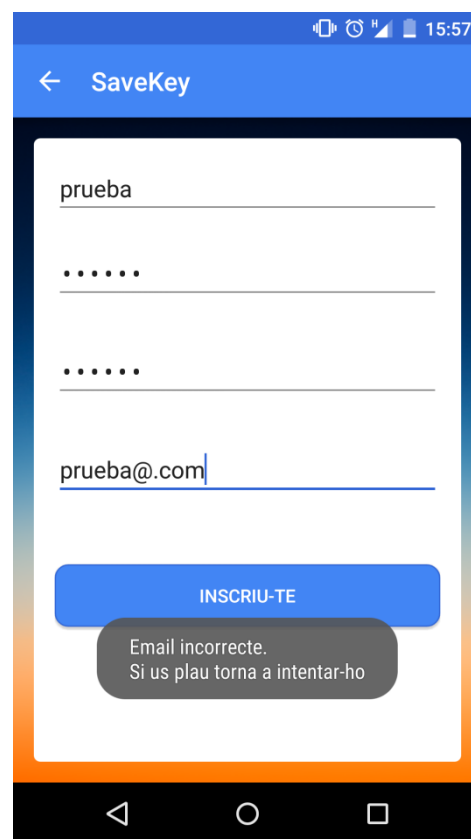 H 15:57
SaveKey
prueba
••••••
••••••
prueba@.com
INSCRIU-TE
Email incorrecte.
Si us plau torna a intentar-ho